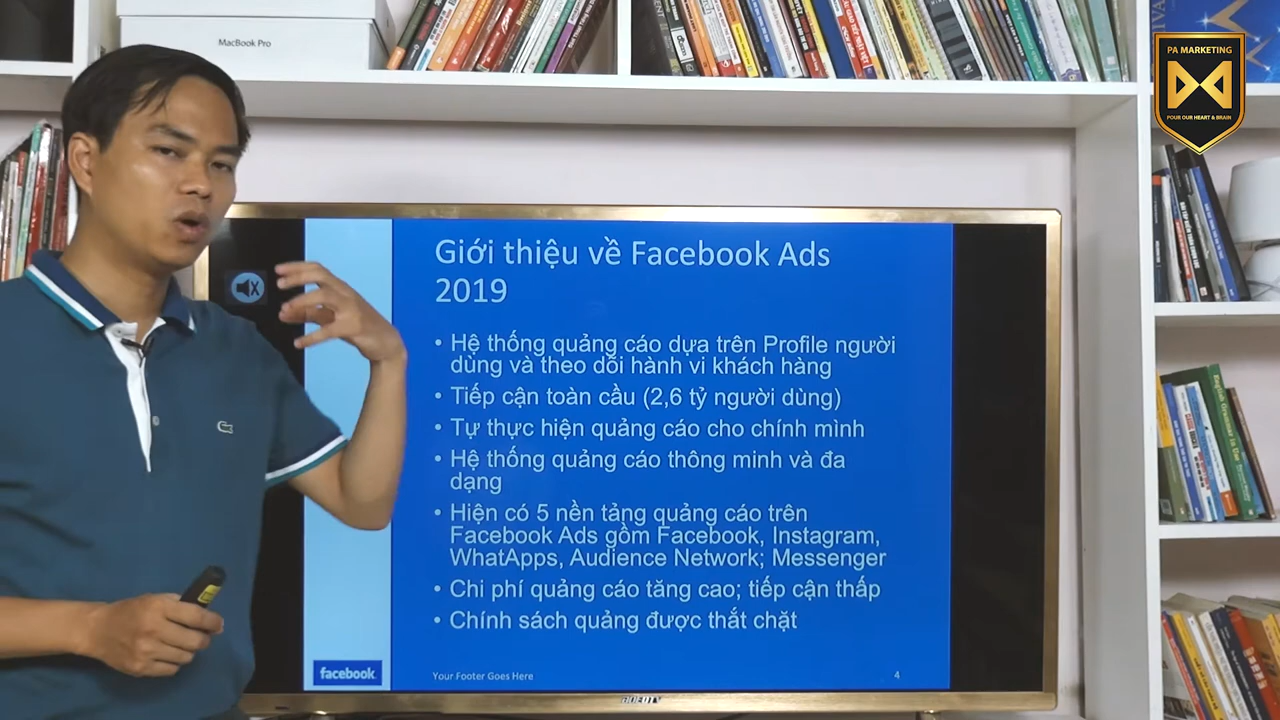 MacBook Pro
PA MARKETING
POUR OUR HEART & BRAIN
Giới thiệu về Facebook Ads
2019
• Hệ thống quảng cáo dựa trên Profile người
dùng và theo dõi hành vi khách hàng
• Tiếp cận toàn cầu (2,6 tỷ người dùng)
• Tự thực hiện quảng cáo cho chính mình
• Hệ thống quảng cáo thông minh và đa
dạng
• Hiện có 5 nền tảng quảng cáo trên
Facebook Ads gồm Facebook, Instagram,
WhatApps, Audience Network; Messenger
• Chi phí quảng cáo tăng cao; tiếp cận thấp
• Chính sách quảng được thắt chặt
facebook
Your Footer Goes Here
4
English Grammar in Use